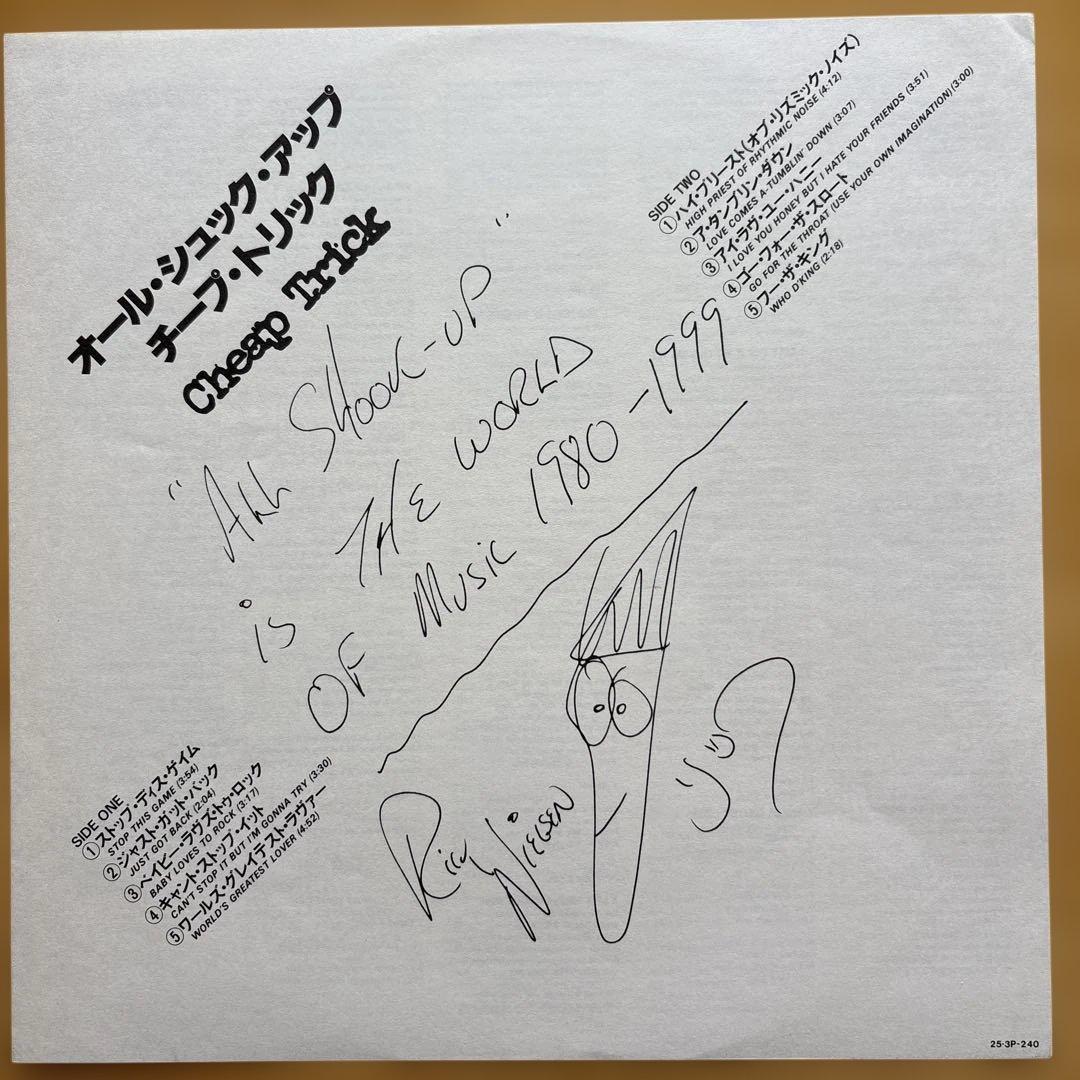 オール・シュック・アップ
チープ・トリック
Cheap Trick
SIDE TWO
①ハイ・プリースト(オブ・リズミック・ノイズ)
HIGH PRIEST OF RHYTHMIC NOISE (4:12)
②ア・タンブリン・ダウン
LOVE COMES A-TUMBLIN' DOWN (3:07)
③アイ・ラヴ・ユー・ハニー
I LOVE YOU HONEY BUT I HATE YOUR FRIENDS (3:51)
④ゴー・フォー・ザ・スロート
GO FOR THE THROAT (USE YOUR OWN IMAGINATION) (3:00)
⑤フー・ザ・キング
WHO D'KING (2:18)
"ALL SHOOK-UP"
is THE WORLD
OF MUSIC 1980-1999
Rick Nielsen
リック
SIDE ONE
①ストップ・ディス・ゲイム
STOP THIS GAME (3:54)
②ジャスト・ガット・バック
JUST GOT BACK (2:04)
③ベイビー・ラヴズ・トゥ・ロック
BABY LOVES TO ROCK (3:17)
④キャント・ストップ・イット
CAN'T STOP IT BUT I'M GONNA TRY (3:30)
⑤ワールズ・グレイテスト・ラヴァー
WORLD'S GREATEST LOVER (4:52)
25·3P-240